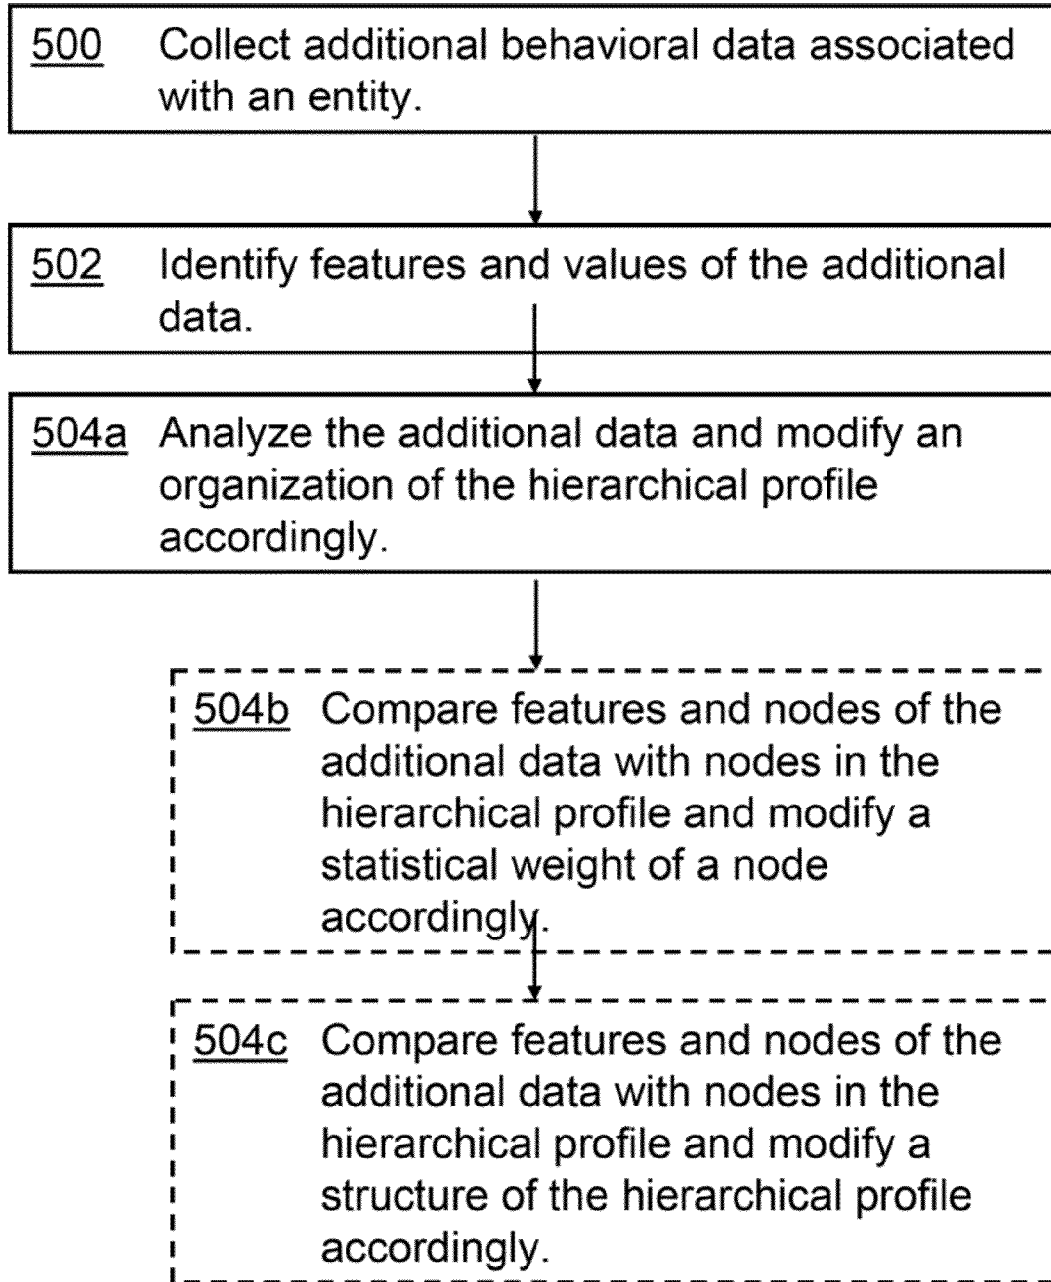 500 Collect additional behavioral data associated
with an entity.
502 Identify features and values of the additional
data.
504a Analyze the additional data and modify an
organization of the hierarchical profile
accordingly.
504b Compare features and nodes of the
additional data with nodes in the
hierarchical profile and modify a
statistical weight of a node
accordingly.
504c Compare features and nodes of the
additional data with nodes in the
hierarchical profile and modify a
structure of the hierarchical profile
accordingly.